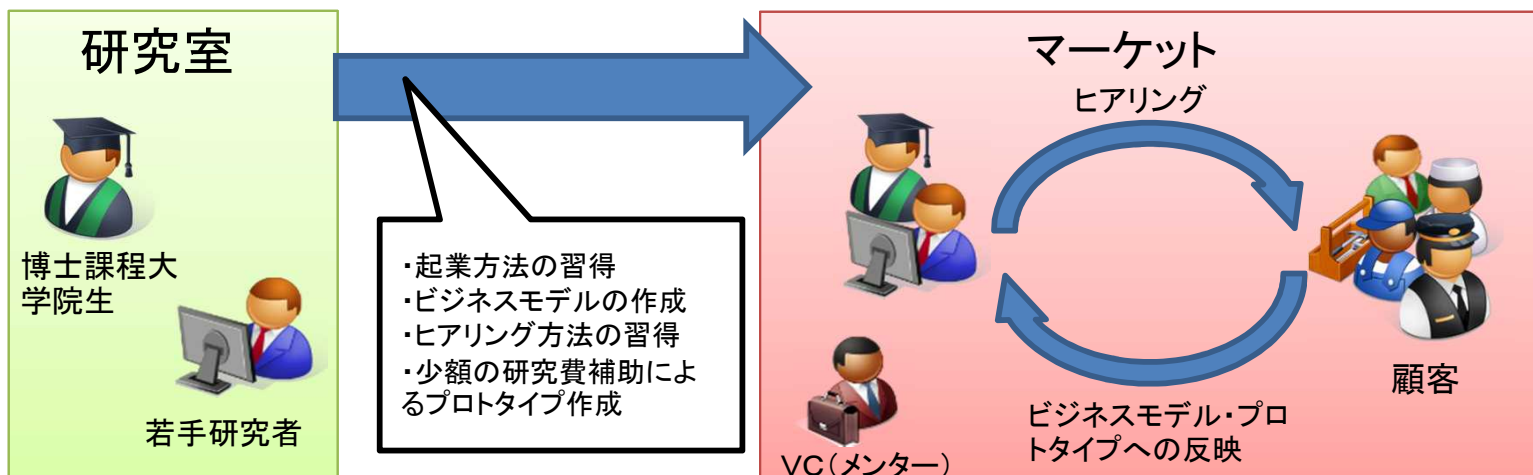 研究室
博士課程大
学院生
若手研究者
・起業方法の習得
・ビジネスモデルの作成
・ヒアリング方法の習得
・少額の研究費補助によ
るプロトタイプ作成
マーケット
ヒアリング
顧客
ビジネスモデル・プロ
トタイプへの反映
VC(メンター)